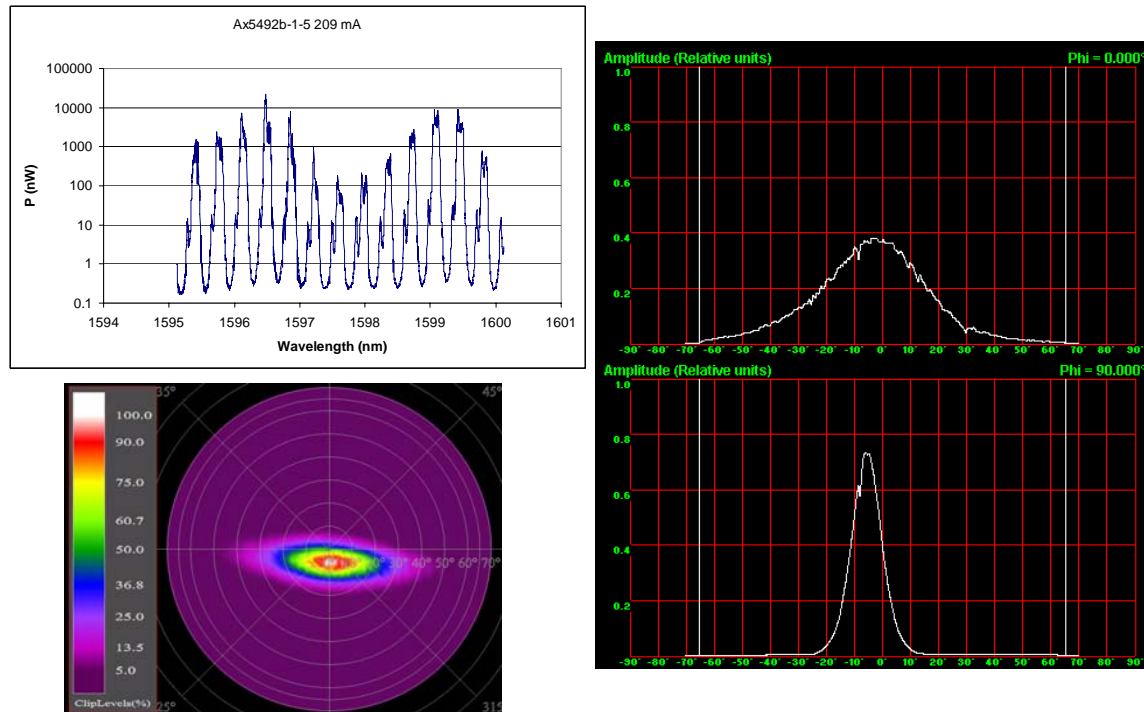 Ax5492b-1-5 209 mA
P (nW)
100000
10000
1000
100
10
1
0.1
1594 1595 1596 1597 1598 1599 1600 1601
Wavelength (nm)
Amplitude (Relative units) Phi = 0.000°
1.0
0.8
0.6
0.4
0.2
-90° -80° -70° -60° -50° -40° -30° -20° -10° 0° 10° 20° 30° 40° 50° 60° 70° 80° 90°
Amplitude (Relative units) Phi = 90.000°
1.0
0.8
0.6
0.4
0.2
-90° -80° -70° -60° -50° -40° -30° -20° -10° 0° 10° 20° 30° 40° 50° 60° 70° 80° 90°
100.0
90.0
75.0
60.7
50.0
36.8
25.0
13.5
5.0
ClipLevels(%)
35° 45°
20° 30° 40° 50° 60° 70°
25° 315